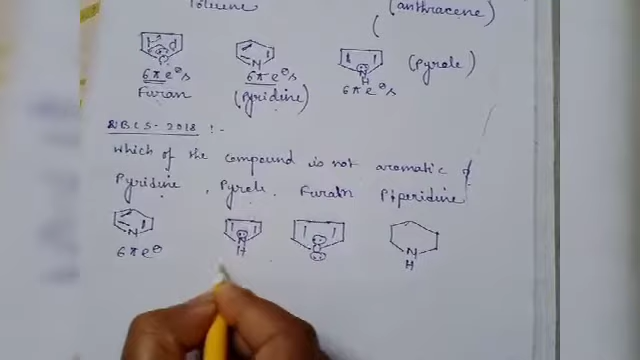 Toluene (anthracene)
6π e⊖s 6π e⊖s 6π e⊖s (Pyrole)
Furan (Pyridine)
2018 :-
which of the compound is not aromatic
Pyridine , Pyrole Furan Piperidine
N N H O N H
6π e⊖